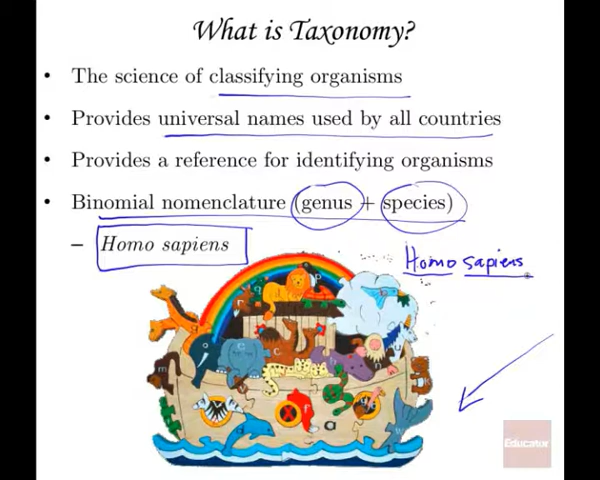 What is Taxonomy?
• The science of classifying organisms
• Provides universal names used by all countries
• Provides a reference for identifying organisms
• Binomial nomenclature (genus + species)
– Homo sapiens
Homo sapiens
Educator